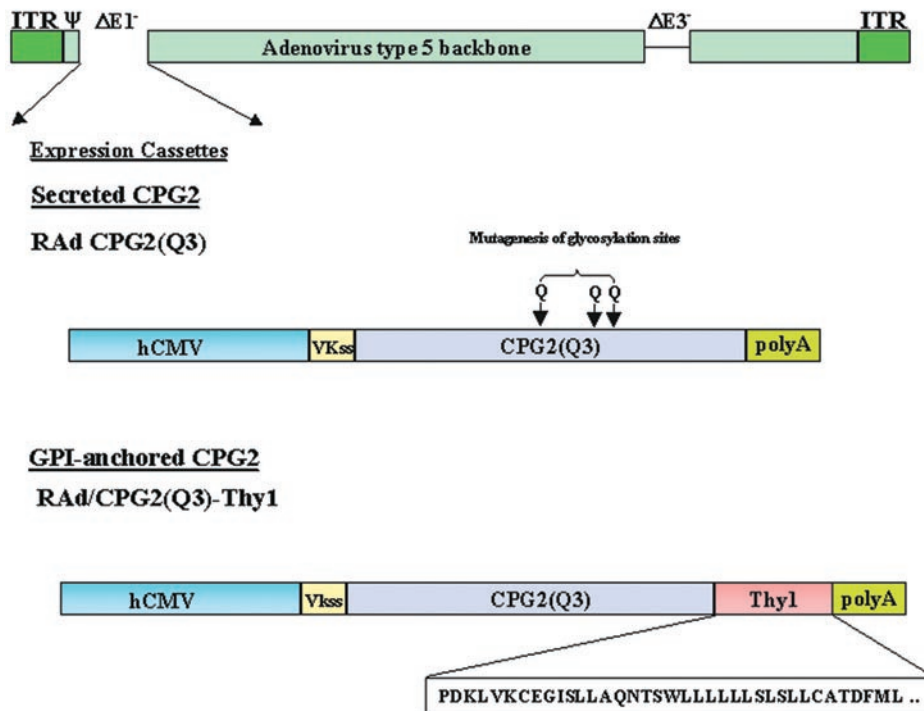 ITR Ψ ΔE1- ΔE3- ITR
Adenovirus type 5 backbone
Expression Cassettes
Secreted CPG2
RAd CPG2(Q3)
Mutagenesis of glycosylation sites
Q Q Q
hCMV VKss CPG2(Q3) polyA
GPI-anchored CPG2
RAd/CPG2(Q3)-Thy1
hCMV Vkss CPG2(Q3) Thy1 polyA
PDKLVKCEGISLLAQNTSWLLLLLLSLSLLCATDFML ..